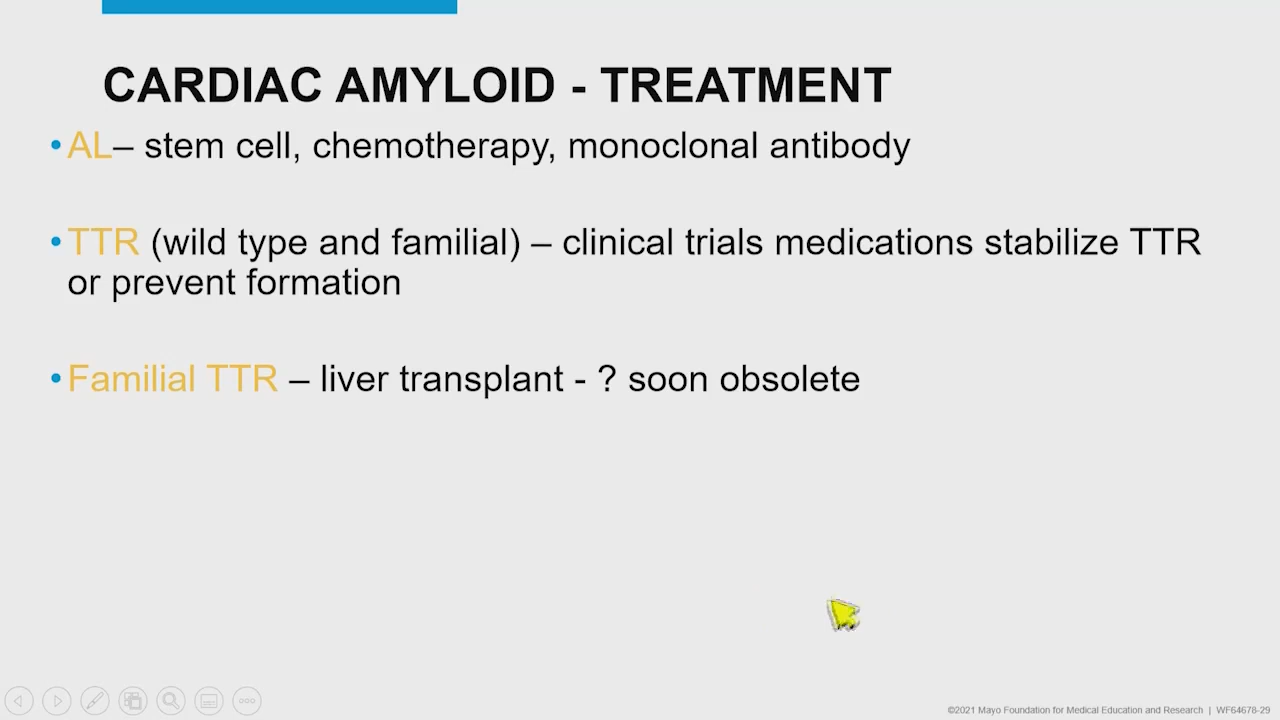 CARDIAC AMYLOID - TREATMENT
•AL– stem cell, chemotherapy, monoclonal antibody
•TTR (wild type and familial) – clinical trials medications stabilize TTR
or prevent formation
•Familial TTR – liver transplant - ? soon obsolete
©2021 Mayo Foundation for Medical Education and Research | WF64678-29